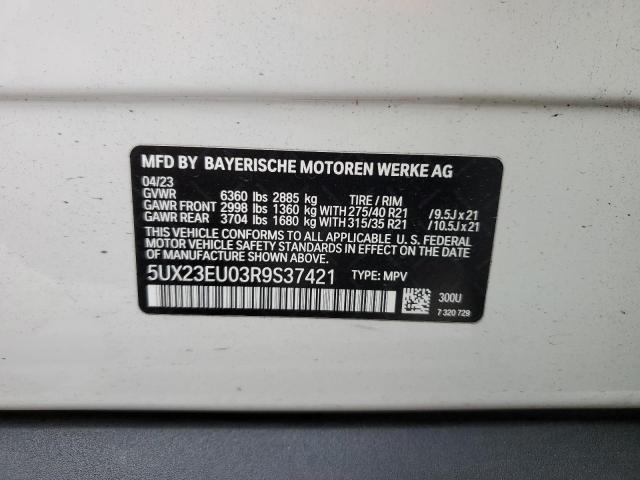 MFD BY BAYERISCHE MOTOREN WERKE AG
04/23
GVWR 6360 lbs 2885 kg TIRE / RIM
GAWR FRONT 2998 lbs 1360 kg WITH 275/40 R21 /9.5J x 21
GAWR REAR 3704 lbs 1680 kg WITH 315/35 R21 /10.5J x 21
THIS VEHICLE CONFORMS TO ALL APPLICABLE U. S. FEDERAL
MOTOR VEHICLE SAFETY STANDARDS IN EFFECT ON THE DATE
OF MANUFACTURE SHOWN ABOVE.
5UX23EU03R9S37421 TYPE: MPV
300U
7 320 729